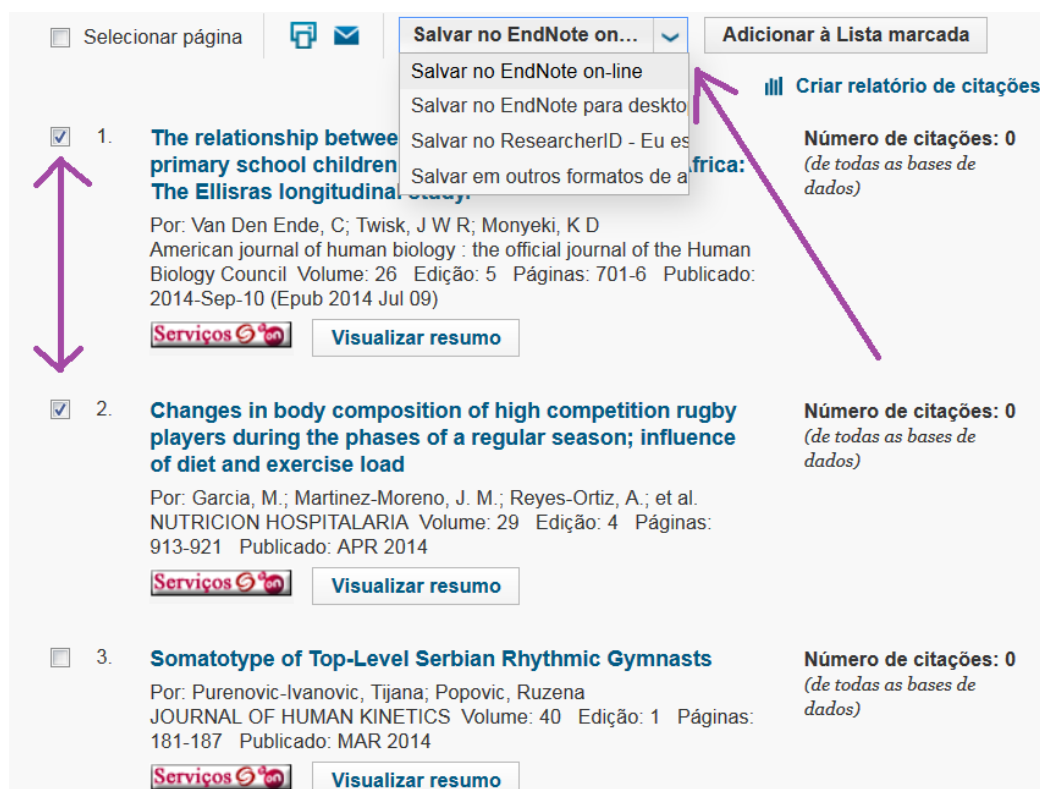 Selecionar página
Salvar no EndNote on...
Adicionar à Lista marcada
Salvar no EndNote on-line
Salvar no EndNote para deskto
Salvar no ResearcherID - Eu es
Salvar em outros formatos de a
Criar relatório de citações
1. The relationship betwee
primary school children frica:
The Ellisras longitudinal study.
Por: Van Den Ende, C; Twisk, J W R; Monyeki, K D
American journal of human biology : the official journal of the Human
Biology Council Volume: 26 Edição: 5 Páginas: 701-6 Publicado:
2014-Sep-10 (Epub 2014 Jul 09)
Serviços b-on
Visualizar resumo
Número de citações: 0
(de todas as bases de
dados)
2. Changes in body composition of high competition rugby
players during the phases of a regular season; influence
of diet and exercise load
Por: Garcia, M.; Martinez-Moreno, J. M.; Reyes-Ortiz, A.; et al.
NUTRICION HOSPITALARIA Volume: 29 Edição: 4 Páginas:
913-921 Publicado: APR 2014
Serviços b-on
Visualizar resumo
Número de citações: 0
(de todas as bases de
dados)
3. Somatotype of Top-Level Serbian Rhythmic Gymnasts
Por: Purenovic-Ivanovic, Tijana; Popovic, Ruzena
JOURNAL OF HUMAN KINETICS Volume: 40 Edição: 1 Páginas:
181-187 Publicado: MAR 2014
Serviços b-on
Visualizar resumo
Número de citações: 0
(de todas as bases de
dados)